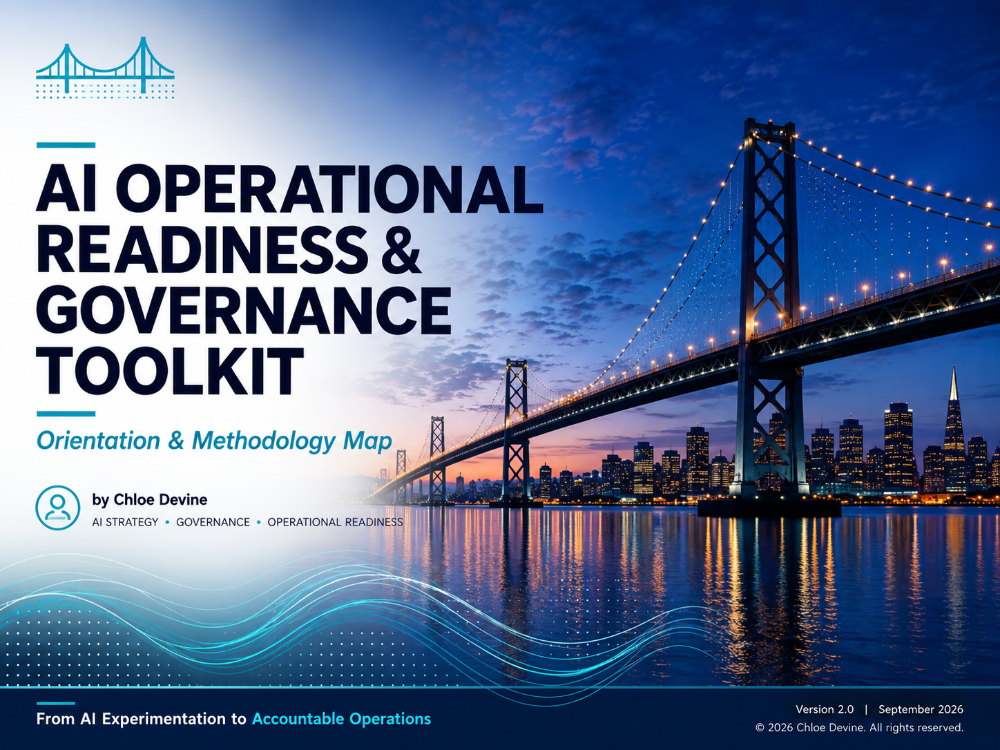 AI OPERATIONAL
READINESS &
GOVERNANCE
TOOLKIT
Orientation & Methodology Map
by Chloe Devine
AI STRATEGY • GOVERNANCE • OPERATIONAL READINESS
From AI Experimentation to Accountable Operations
Version 2.0 | September 2026
© 2026 Chloe Devine. All rights reserved.